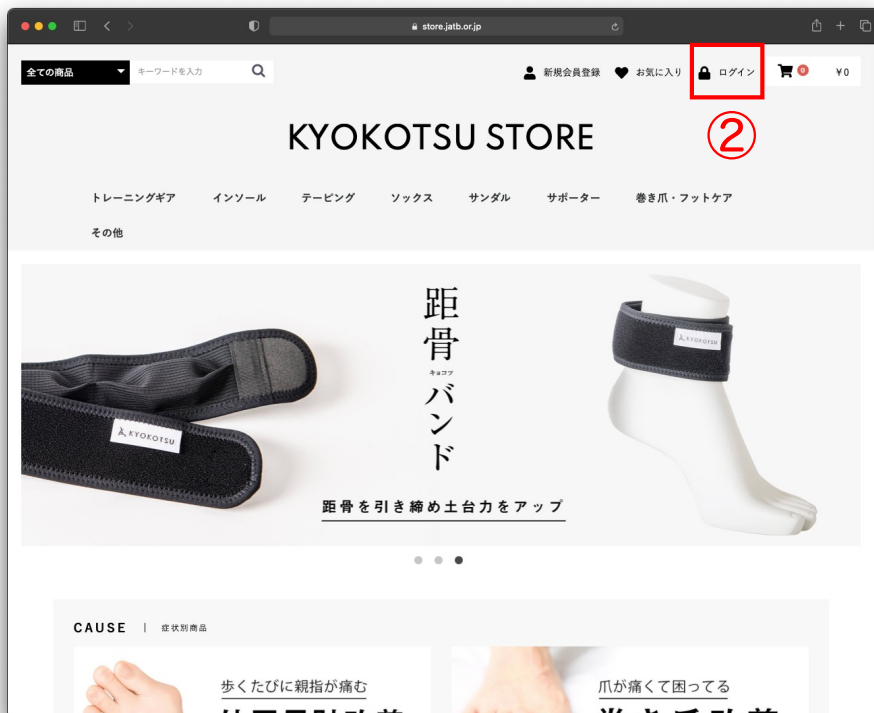 store.jatb.or.jp
全ての商品
キーワードを入力
新規会員登録
お気に入り
ログイン
0
¥0
②
KYOKOTSU STORE
トレーニングギア
インソール
テーピング
ソックス
サンダル
サポーター
巻き爪・フットケア
その他
距骨バンド
キョコツ
KYOKOTSU
KYOKOTSU
距骨を引き締め土台力をアップ
CAUSE | 症状別商品
歩くたびに親指が痛む
爪が痛くて困ってる
巻き爪改善